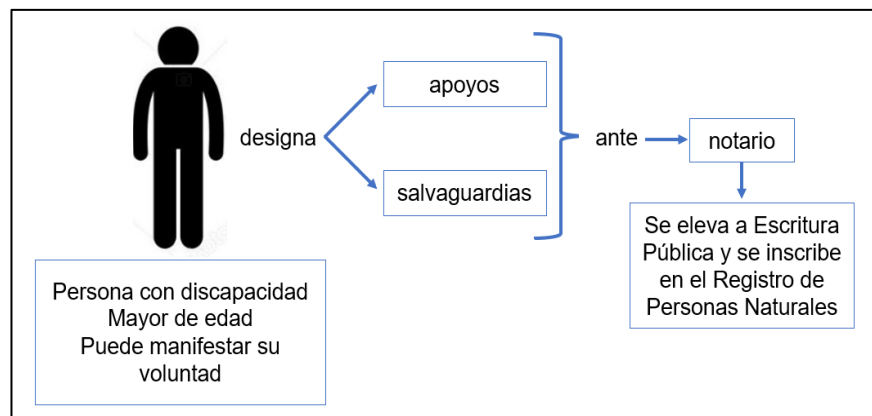 apoyos
designa
ante
notario
salvaguardias
Se eleva a Escritura
Pública y se inscribe
en el Registro de
Personas Naturales
Persona con discapacidad
Mayor de edad
Puede manifestar su
voluntad